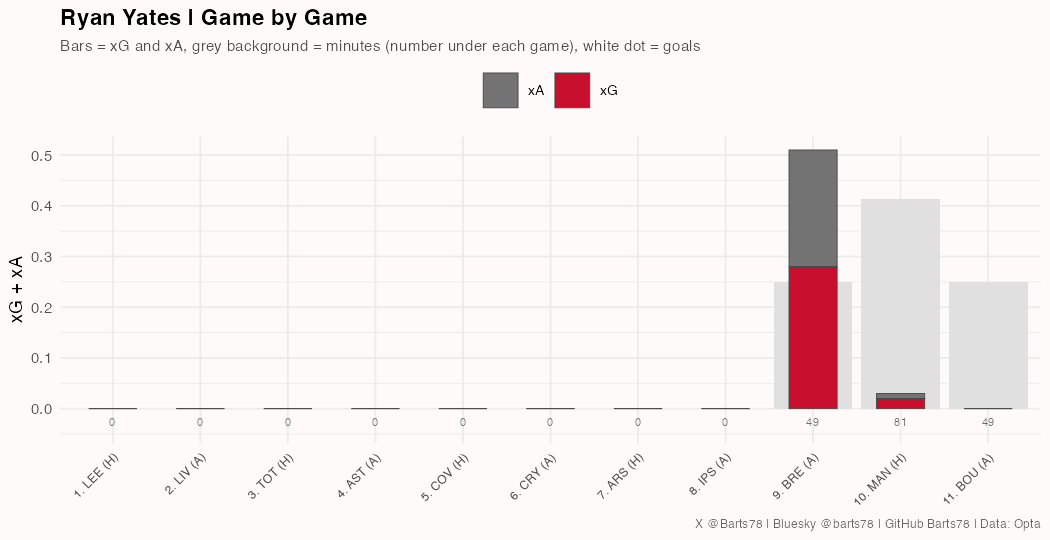 Ryan Yates | Game by Game
Bars = xG and xA, grey background = minutes (number under each game), white dot = goals
xA
xG
xG + xA
0.5
0.4
0.3
0.2
0.1
0.0
0 0 0 0 0 0 0 0 49 81 49
1. LEE (H) 2. LIV (A) 3. TOT (H) 4. AST (A) 5. COV (H) 6. CRY (A) 7. ARS (H) 8. IPS (A) 9. BRE (A) 10. MAN (H) 11. BOU (A)
X @Barts78 | Bluesky @barts78 | GitHub Barts78 | Data: Opta